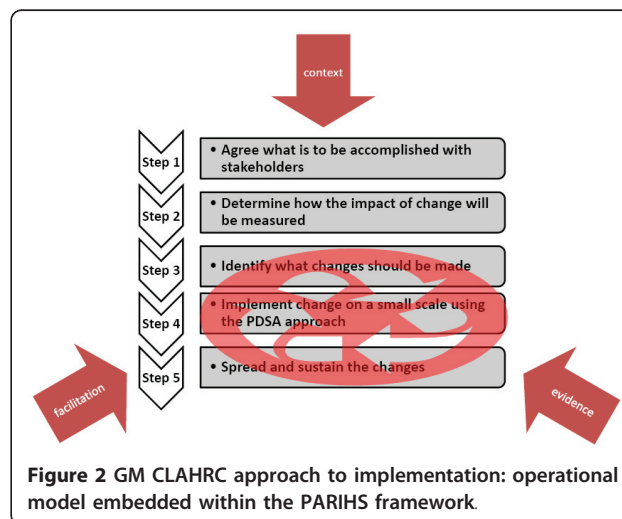 context
Step 1
• Agree what is to be accomplished with
stakeholders
Step 2
• Determine how the impact of change will
be measured
Step 3
• Identify what changes should be made
Step 4
• Implement change on a small scale using
the PDSA approach
Step 5
• Spread and sustain the changes
facilitation
evidence
Figure 2 GM CLAHRC approach to implementation: operational
model embedded within the PARIHS framework.